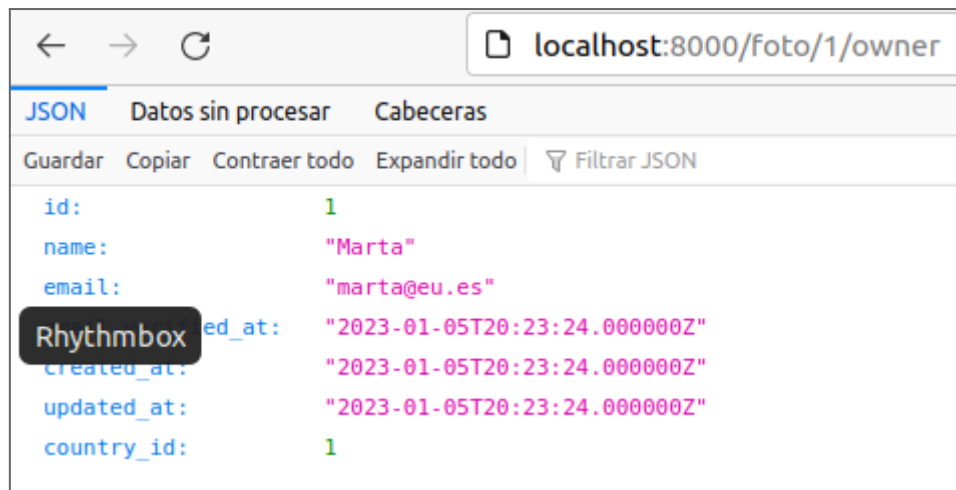 localhost:8000/foto/1/owner
JSON Datos sin procesar Cabeceras
Guardar Copiar Contraer todo Expandir todo Filtrar JSON
id: 1
name: "Marta"
email: "marta@eu.es"
Rhythmbox
ed_at: "2023-01-05T20:23:24.000000Z"
created_at: "2023-01-05T20:23:24.000000Z"
updated_at: "2023-01-05T20:23:24.000000Z"
country_id: 1